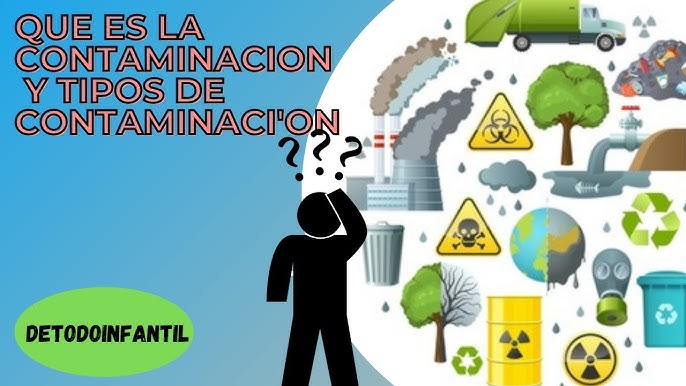 QUE ES LA
CONTAMINACION
Y TIPOS DE
CONTAMINACI'ON
???
DETODOINFANTIL